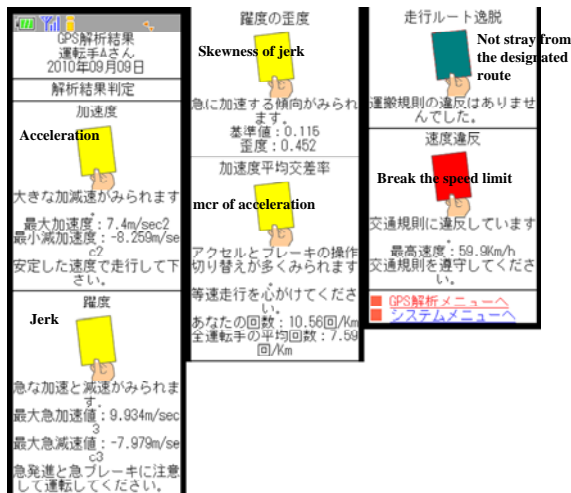 GPS解析結果
運転手Aさん
2010年09月09日
解析結果判定
加速度
Acceleration
大きな加減速がみられます
。
最大加速度：7.4m/sec2
最小減加速度：-8.259m/se
c2
安定した速度で走行して下
さい。
躍度
Jerk
急な加速と減速がみられま
す。
最大急加速値：9.934m/sec
3
最大急減速値：-7.979m/se
c3
急発進と急ブレーキに注意
して運転してください。
躍度の歪度
Skewness of jerk
急に加速する傾向がみられ
ます。
基準値：0.115
歪度：0.452
加速度平均交差率
mcr of acceleration
アクセルとブレーキの操作
切り替えが多くみられます
。
等速走行を心がけてくださ
い。
あなたの回数：10.56回/Km
全運転手の平均回数：7.59
回/Km
走行ルート逸脱
Not stray from
the designated
route
運搬規則の違反はありませ
んでした。
速度違反
Break the speed limit
交通規則に違反しています
。
最高速度：59.9Km/h
交通規則を遵守してくださ
い。
GPS解析メニューへ
システムメニューへ